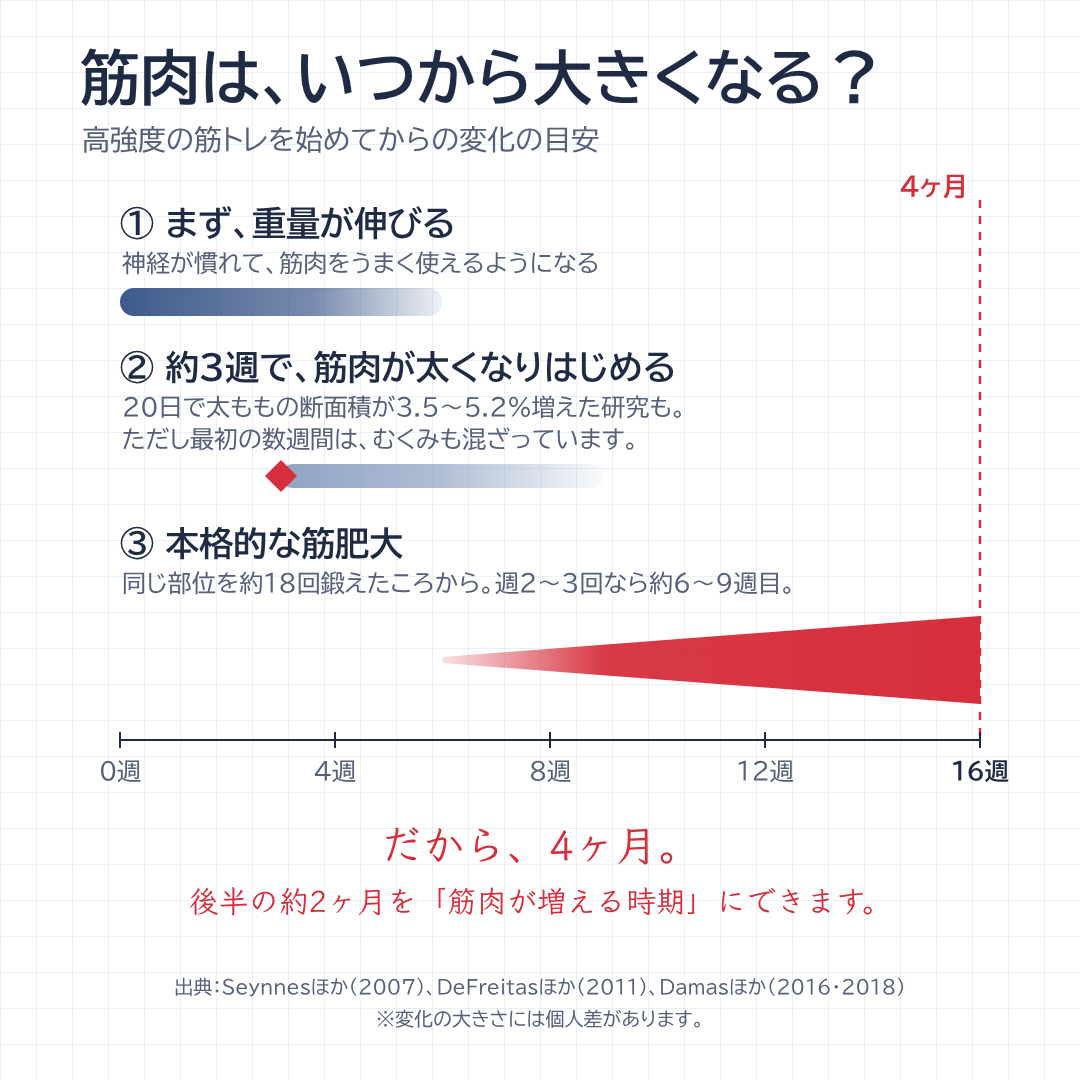 筋肉は、いつから大きくなる？
高強度の筋トレを始めてからの変化の目安
4ヶ月
① まず、重量が伸びる
神経が慣れて、筋肉をうまく使えるようになる
② 約3週で、筋肉が太くなりはじめる
20日で太ももの断面積が3.5〜5.2%増えた研究も。
ただし最初の数週間は、むくみも混ざっています。
③ 本格的な筋肥大
同じ部位を約18回鍛えたころから。週2〜3回なら約6〜9週目。
0週 4週 8週 12週 16週
だから、4ヶ月。
後半の約2ヶ月を「筋肉が増える時期」にできます。
出典：Seynnesほか（2007）、DeFreitasほか（2011）、Damasほか（2016・2018）
※変化の大きさには個人差があります。